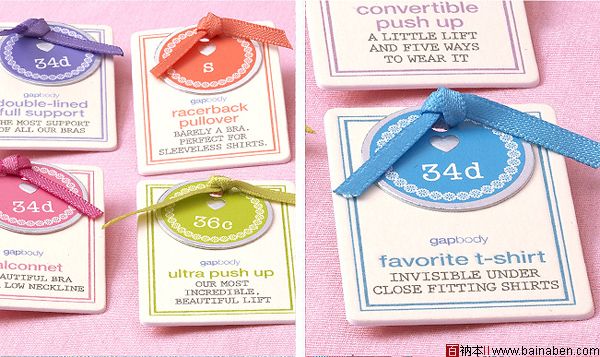 34d
double-lined
full support
THE MOST SUPPORT
OF ALL OUR BRAS
S
gapbody
racerback
pullover
BARELY A BRA.
PERFECT FOR
SLEEVELESS SHIRTS.
34d
gapbody
alconnet
BEAUTIFUL BRA
LOW NECKLINE
36c
gapbody
ultra push up
OUR MOST
INCREDIBLE,
BEAUTIFUL LIFT
convertible
push up
A LITTLE LIFT
AND FIVE WAYS
TO WEAR IT
34d
gapbody
favorite t-shirt
INVISIBLE UNDER
CLOSE FITTING SHIRTS
百衲本 www.bainaben.com